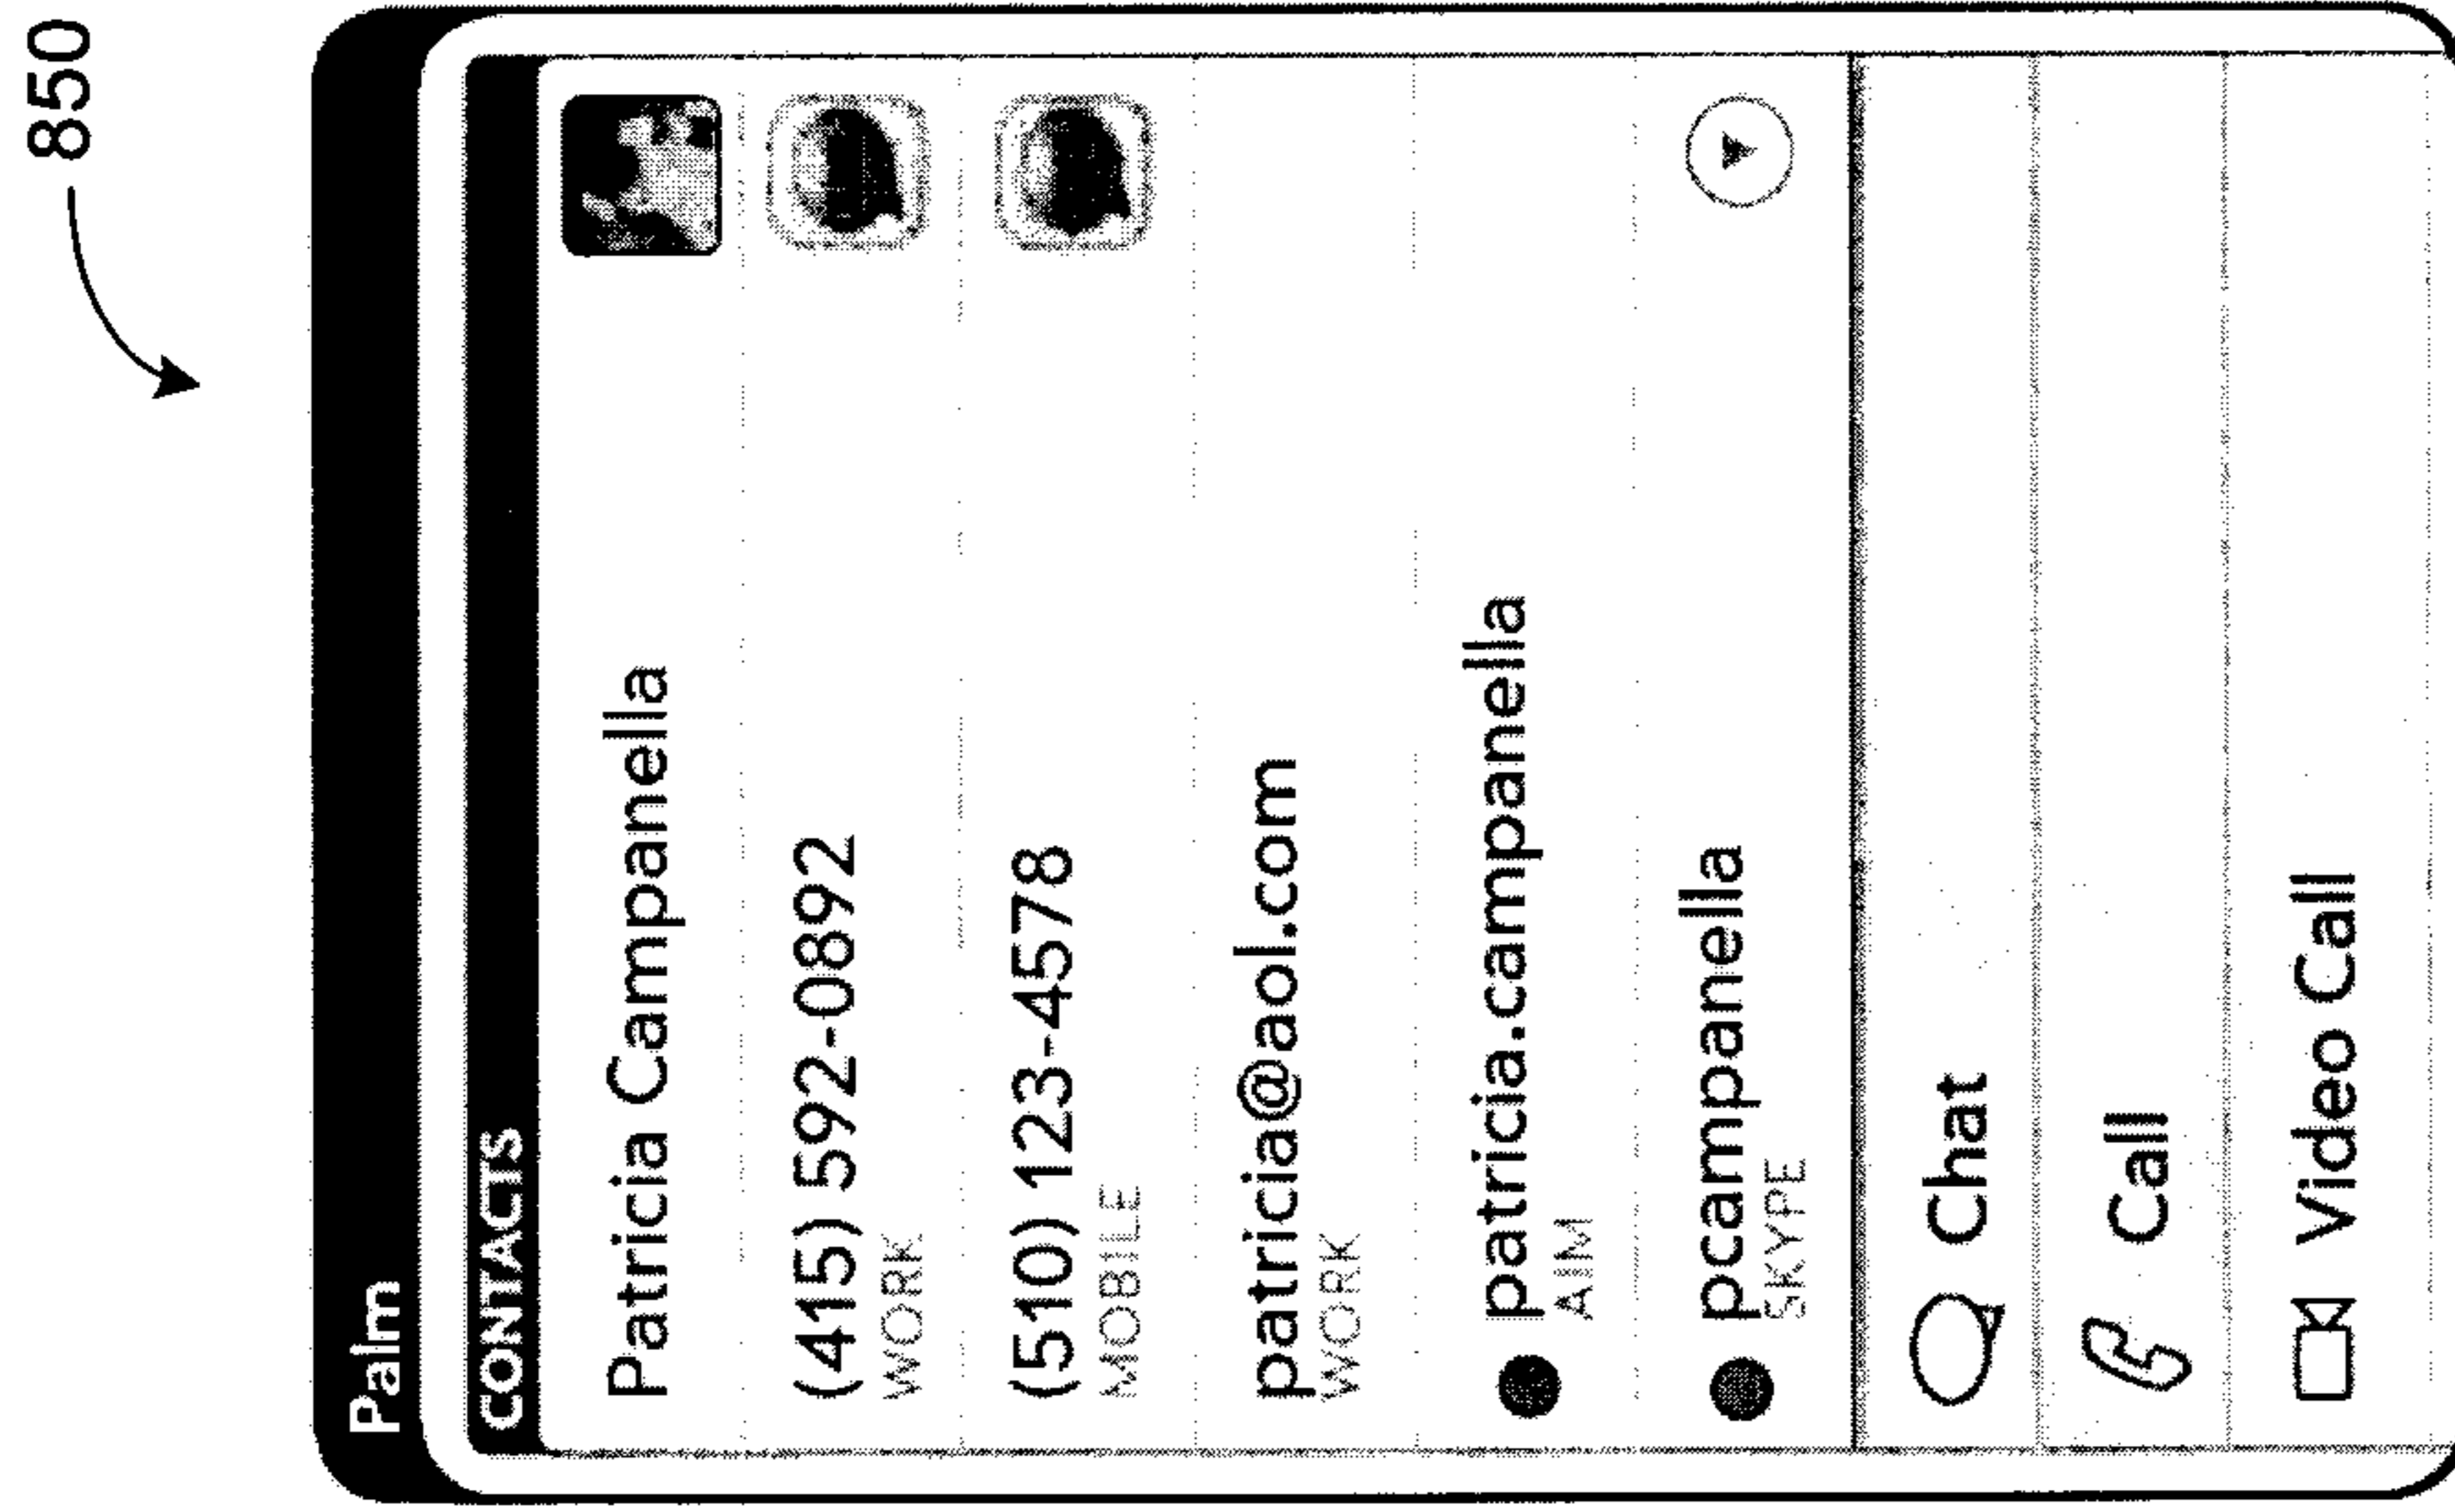 850
Palm
CONTACTS
Patricia Campanella
(415) 592-0892
WORK
(510) 123-4578
MOBILE
patricia@aol.com
WORK
patricia.campanella
AIM
pcampanella
SKYPE
Chat
Call
Video Call